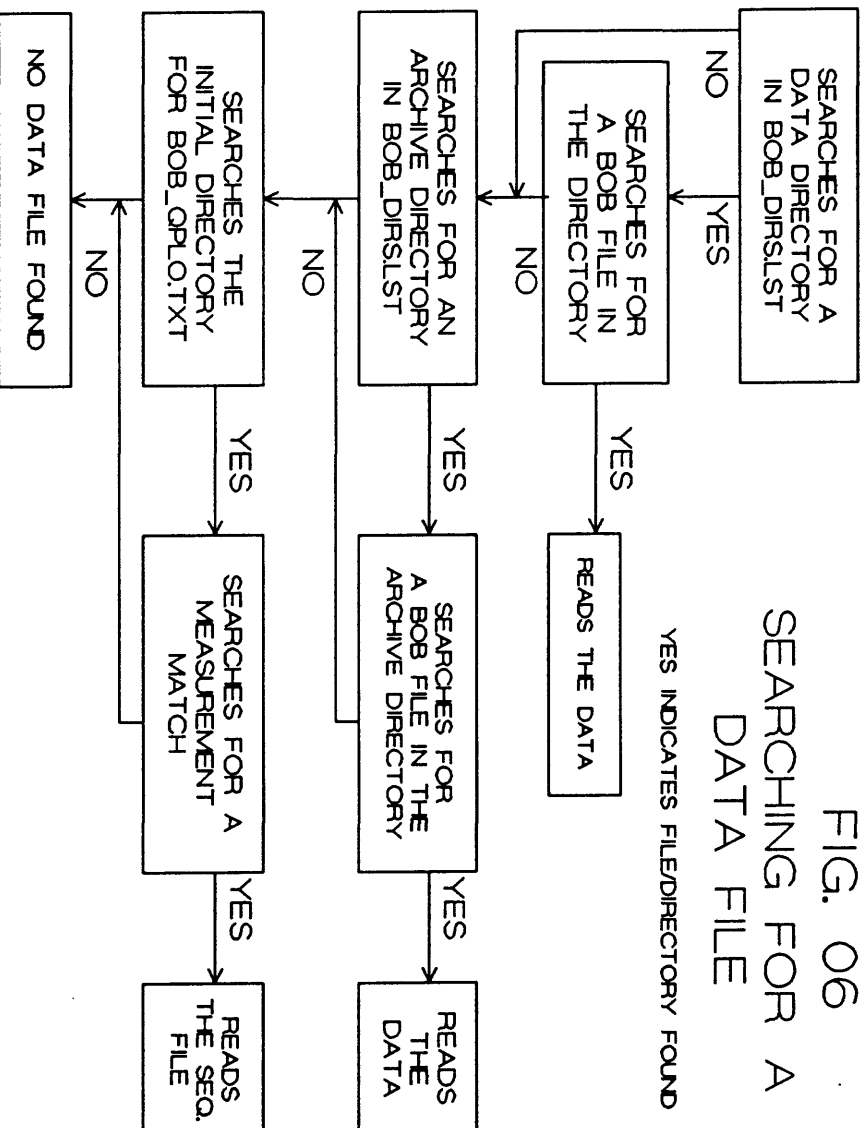 FIG. 06
SEARCHING FOR A
DATA FILE
YES INDICATES FILE/DIRECTORY FOUND
SEARCHES FOR A
DATA DIRECTORY
IN BOB_DIRS.LST
NO
YES
SEARCHES FOR
A BOB FILE IN
THE DIRECTORY
YES
READS THE DATA
NO
SEARCHES FOR AN
ARCHIVE DIRECTORY
IN BOB_DIRS.LST
YES
SEARCHES FOR
A BOB FILE IN THE
ARCHIVE DIRECTORY
YES
READS
THE
DATA
NO
SEARCHES THE
INITIAL DIRECTORY
FOR BOB_QPLO.TXT
YES
SEARCHES FOR A
MEASUREMENT
MATCH
YES
READS
THE SEQ.
FILE
NO
NO DATA FILE FOUND